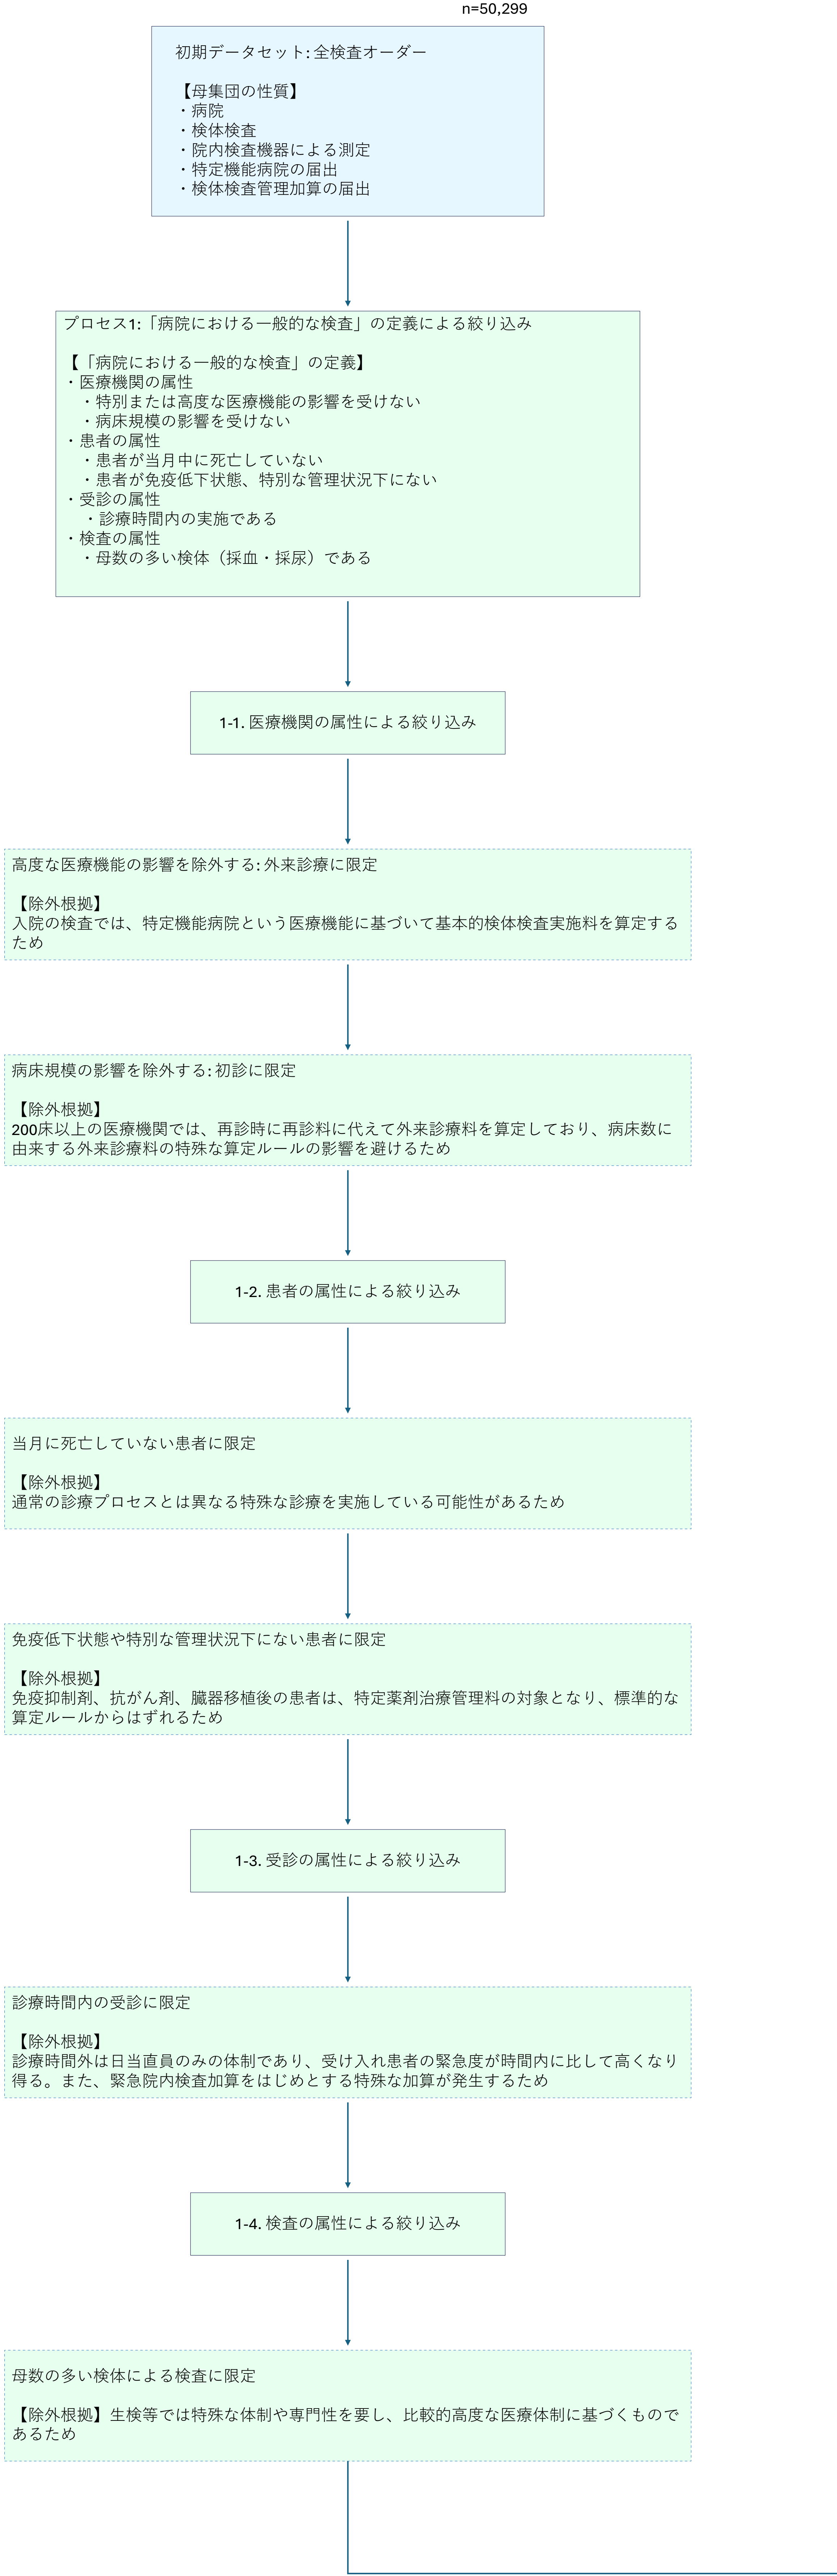 n=50,299
初期データセット: 全検査オーダー
【母集団の性質】
・病院
・検体検査
・院内検査機器による測定
・特定機能病院の届出
・検体検査管理加算の届出
プロセス1:「病院における一般的な検査」の定義による絞り込み
【「病院における一般的な検査」の定義】
・医療機関の属性
・特別または高度な医療機能の影響を受けない
・病床規模の影響を受けない
・患者の属性
・患者が当月中に死亡していない
・患者が免疫低下状態、特別な管理状況下にない
・受診の属性
・診療時間内の実施である
・検査の属性
・母数の多い検体（採血・採尿）である
1-1. 医療機関の属性による絞り込み
高度な医療機能の影響を除外する: 外来診療に限定
【除外根拠】
入院の検査では、特定機能病院という医療機能に基づいて基本的検体検査実施料を算定する
ため
病床規模の影響を除外する: 初診に限定
【除外根拠】
200床以上の医療機関では、再診時に再診料に代えて外来診療料を算定しており、病床数に
由来する外来診療料の特殊な算定ルールの影響を避けるため
1-2. 患者の属性による絞り込み
当月に死亡していない患者に限定
【除外根拠】
通常の診療プロセスとは異なる特殊な診療を実施している可能性があるため
免疫低下状態や特別な管理状況下にない患者に限定
【除外根拠】
免疫抑制剤、抗がん剤、臓器移植後の患者は、特定薬剤治療管理料の対象となり、標準的な
算定ルールからはずれるため
1-3. 受診の属性による絞り込み
診療時間内の受診に限定
【除外根拠】
診療時間外は日当直員のみの体制であり、受け入れ患者の緊急度が時間内に比して高くなり
得る。また、緊急院内検査加算をはじめとする特殊な加算が発生するため
1-4. 検査の属性による絞り込み
母数の多い検体による検査に限定
【除外根拠】生検等では特殊な体制や専門性を要し、比較的高度な医療体制に基づくもので
あるため